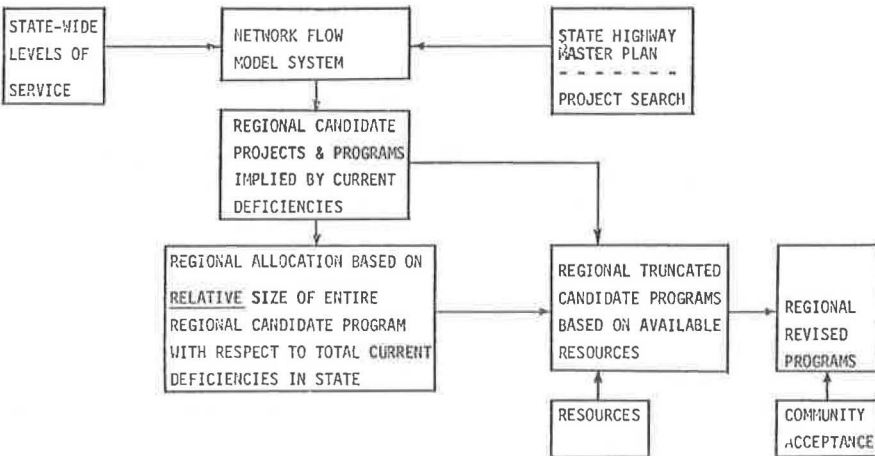 STATE-WIDE
LEVELS OF
SERVICE
NETWORK FLOW
MODEL SYSTEM
STATE HIGHWAY
MASTER PLAN
- - - - - - - -
PROJECT SEARCH
REGIONAL CANDIDATE
PROJECTS & PROGRAMS
IMPLIED BY CURRENT
DEFICIENCIES
REGIONAL ALLOCATION BASED ON
RELATIVE SIZE OF ENTIRE
REGIONAL CANDIDATE PROGRAM
WITH RESPECT TO TOTAL CURRENT
DEFICIENCIES IN STATE
REGIONAL TRUNCATED
CANDIDATE PROGRAMS
BASED ON AVAILABLE
RESOURCES
REGIONAL
REVISED
PROGRAMS
RESOURCES
COMMUNITY
ACCEPTANCE